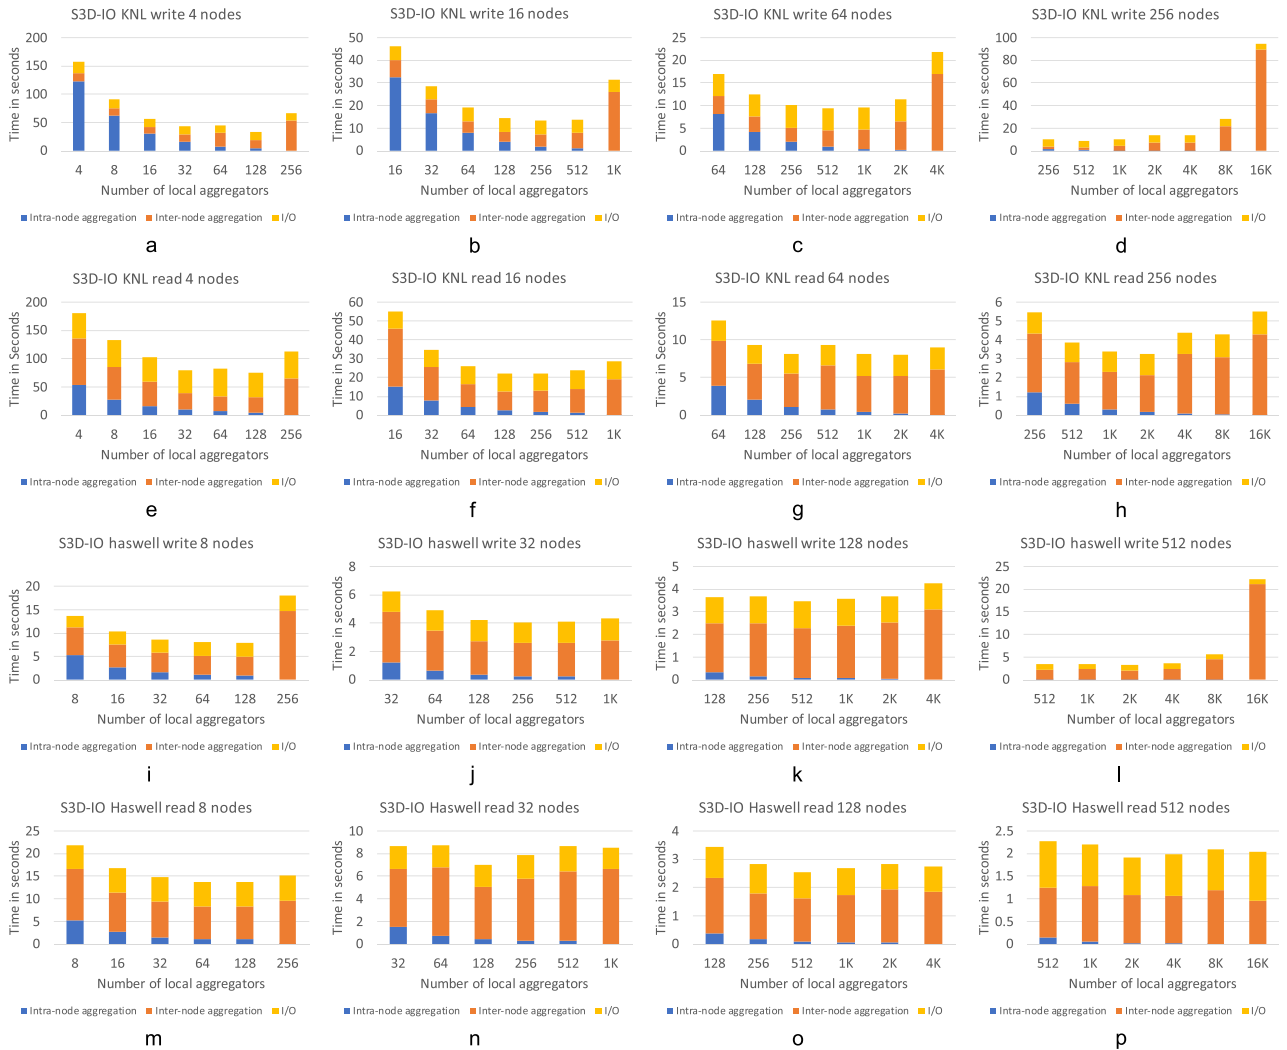 S3D-IO KNL write 4 nodes
Time in seconds
200
150
100
50
0
4 8 16 32 64 128 256
Number of local aggregators
Intra-node aggregation Inter-node aggregation I/O
a
S3D-IO KNL write 16 nodes
Time in seconds
50
40
30
20
10
0
16 32 64 128 256 512 1K
Number of local aggregators
Intra-node aggregation Inter-node aggregation I/O
b
S3D-IO KNL write 64 nodes
Time in seconds
25
20
15
10
5
0
64 128 256 512 1K 2K 4K
Number of local aggregators
Intra-node aggregation Inter-node aggregation I/O
c
S3D-IO KNL write 256 nodes
Time in seconds
100
80
60
40
20
0
256 512 1K 2K 4K 8K 16K
Number of local aggregators
Intra-node aggregation Inter-node aggregation I/O
d
S3D-IO KNL read 4 nodes
Time in Seconds
200
150
100
50
0
4 8 16 32 64 128 256
Number of local aggregators
Intra-node aggregation Inter-node aggregation I/O
e
S3D-IO KNL read 16 nodes
Time in Seconds
60
50
40
30
20
10
0
16 32 64 128 256 512 1K
Number of local aggregators
Intra-node aggregation Inter-node aggregation I/O
f
S3D-IO KNL read 64 nodes
Time in Seconds
15
10
5
0
64 128 256 512 1K 2K 4K
Number of local aggregators
Intra-node aggregation Inter-node aggregation I/O
g
S3D-IO KNL read 256 nodes
Time in Seconds
6
5
4
3
2
1
0
256 512 1K 2K 4K 8K 16K
Number of local aggregators
Intra-node aggregation Inter-node aggregation I/O
h
S3D-IO haswell write 8 nodes
Time in seconds
20
15
10
5
0
8 16 32 64 128 256
Number of local aggregators
Intra-node aggregation Inter-node aggregation I/O
i
S3D-IO haswell write 32 nodes
Time in seconds
8
6
4
2
0
32 64 128 256 512 1K
Number of local aggregators
Intra-node aggregation Inter-node aggregation I/O
j
S3D-IO haswell write 128 nodes
Time in seconds
5
4
3
2
1
0
128 256 512 1K 2K 4K
Number of local aggregators
Intra-node aggregation Inter-node aggregation I/O
k
S3D-IO haswell write 512 nodes
Time in seconds
25
20
15
10
5
0
512 1K 2K 4K 8K 16K
Number of local aggregators
Intra-node aggregation Inter-node aggregation I/O
l
S3D-IO Haswell read 8 nodes
Time in seconds
25
20
15
10
5
0
8 16 32 64 128 256
Number of local aggregators
Intra-node aggregation Inter-node aggregation I/O
m
S3D-IO Haswell read 32 nodes
Time in seconds
10
8
6
4
2
0
32 64 128 256 512 1K
Number of local aggregators
Intra-node aggregation Inter-node aggregation I/O
n
S3D-IO Haswell read 128 nodes
Time in seconds
4
3
2
1
0
128 256 512 1K 2K 4K
Number of local aggregators
Intra-node aggregation Inter-node aggregation I/O
o
S3D-IO Haswell read 512 nodes
Time in seconds
2.5
2
1.5
1
0.5
0
512 1K 2K 4K 8K 16K
Number of local aggregators
Intra-node aggregation Inter-node aggregation I/O
p